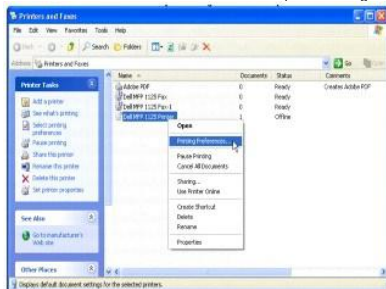 Printers and Faxes
File Edit View Favorites Tools Help
Back Search Folders
Address Printers and Faxes Go
Name Documents Status Comments
Adobe PDF 0 Ready Creates Adobe PDF
Dell MFP 1125 Fax 0 Ready
Dell MFP 1125 Fax-1 0 Ready
Dell MFP 1125 Printer 1 Offline
Printer Tasks
Add a printer
See what's printing
Select printing preferences
Pause printing
Share this printer
Rename this printer
Delete this printer
Set printer properties
Open
Printing Preferences...
Pause Printing
Cancel All Documents
Sharing...
Use Printer Online
Create Shortcut
Delete
Rename
Properties
See Also
Go to manufacturer's Web site
Other Places
Displays default document settings for the selected printers.